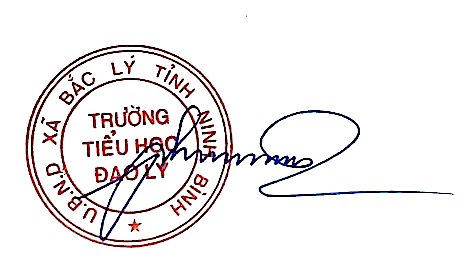 U.B.N.D XÃ BẮC LÝ TỈNH NINH BÌNH
TRƯỜNG
TIỂU HỌC
ĐẠO LÝ